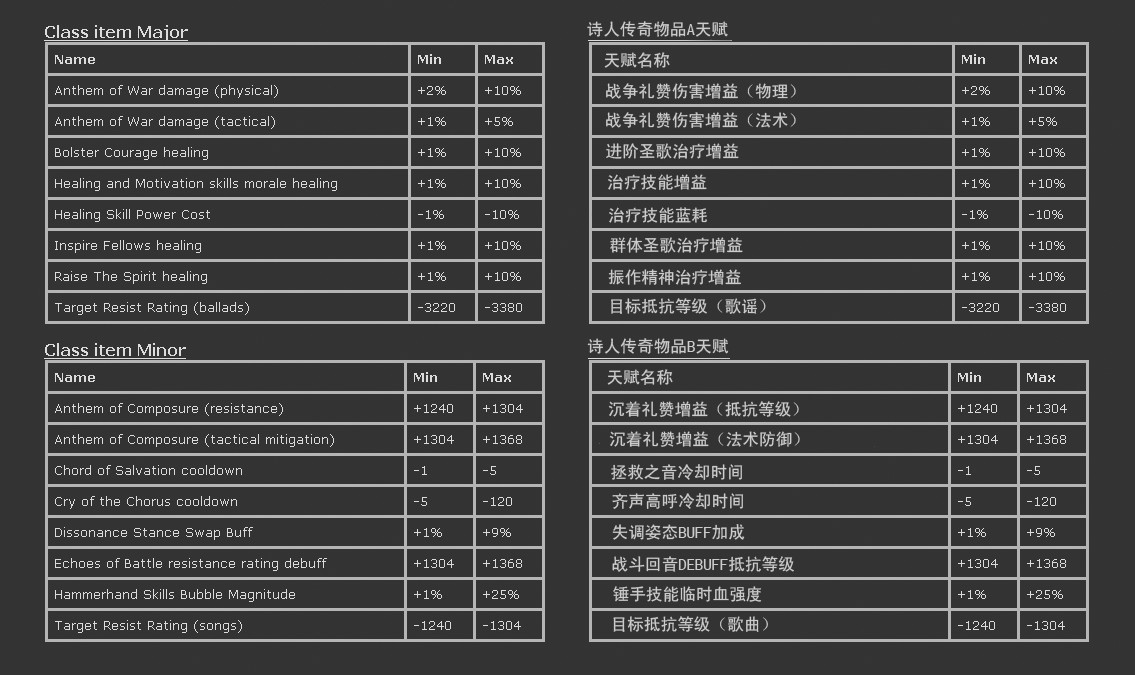 Class item Major
Name Min Max
Anthem of War damage (physical) +2% +10%
Anthem of War damage (tactical) +1% +5%
Bolster Courage healing +1% +10%
Healing and Motivation skills morale healing +1% +10%
Healing Skill Power Cost -1% -10%
Inspire Fellows healing +1% +10%
Raise The Spirit healing +1% +10%
Target Resist Rating (ballads) -3220 -3380
诗人传奇物品A天赋
天赋名称 Min Max
战争礼赞伤害增益（物理） +2% +10%
战争礼赞伤害增益（法术） +1% +5%
进阶圣歌治疗增益 +1% +10%
治疗技能增益 +1% +10%
治疗技能蓝耗 -1% -10%
群体圣歌治疗增益 +1% +10%
振作精神治疗增益 +1% +10%
目标抵抗等级（歌谣） -3220 -3380
Class item Minor
Name Min Max
Anthem of Composure (resistance) +1240 +1304
Anthem of Composure (tactical mitigation) +1304 +1368
Chord of Salvation cooldown -1 -5
Cry of the Chorus cooldown -5 -120
Dissonance Stance Swap Buff +1% +9%
Echoes of Battle resistance rating debuff +1304 +1368
Hammerhand Skills Bubble Magnitude +1% +25%
Target Resist Rating (songs) -1240 -1304
诗人传奇物品B天赋
天赋名称 Min Max
沉着礼赞增益（抵抗等级） +1240 +1304
沉着礼赞增益（法术防御） +1304 +1368
拯救之音冷却时间 -1 -5
齐声高呼冷却时间 -5 -120
失调姿态BUFF加成 +1% +9%
战斗回音DEBUFF抵抗等级 +1304 +1368
锤手技能临时血强度 +1% +25%
目标抵抗等级（歌曲） -1240 -1304